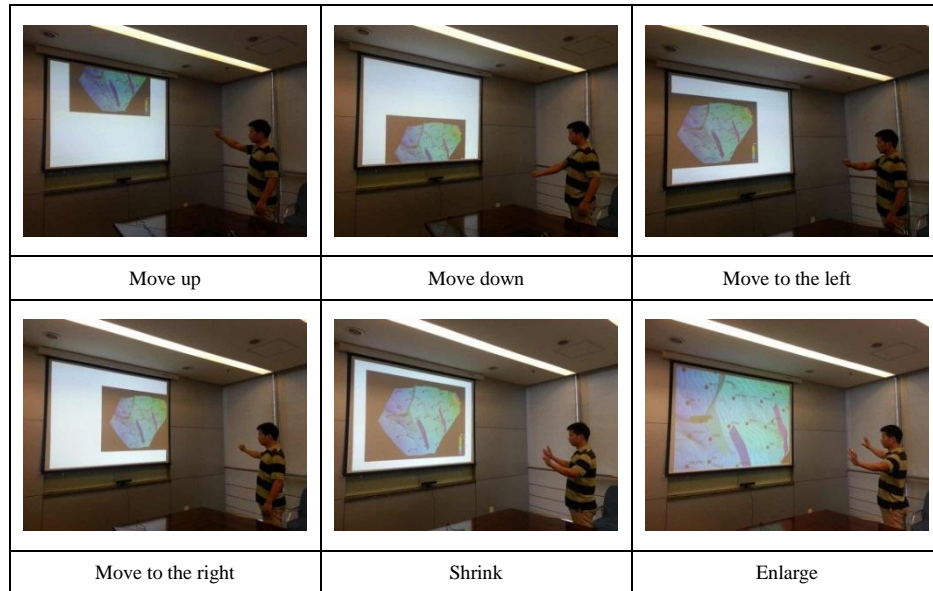 Move up
Move down
Move to the left
Move to the right
Shrink
Enlarge